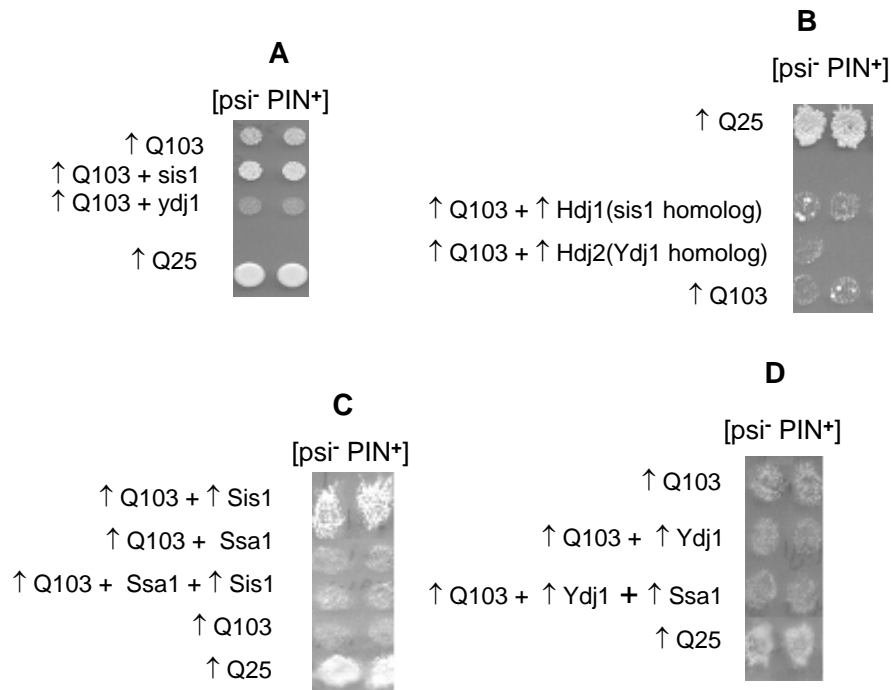 A
[psi⁻ PIN⁺]
↑ Q103
↑ Q103 + sis1
↑ Q103 + ydj1
↑ Q25
B
[psi⁻ PIN⁺]
↑ Q25
↑ Q103 + ↑ Hdj1(sis1 homolog)
↑ Q103 + ↑ Hdj2(Ydj1 homolog)
↑ Q103
C
[psi⁻ PIN⁺]
↑ Q103 + ↑ Sis1
↑ Q103 + Ssa1
↑ Q103 + Ssa1 + ↑ Sis1
↑ Q103
↑ Q25
D
[psi⁻ PIN⁺]
↑ Q103
↑ Q103 + ↑ Ydj1
↑ Q103 + ↑ Ydj1 + ↑ Ssa1
↑ Q25